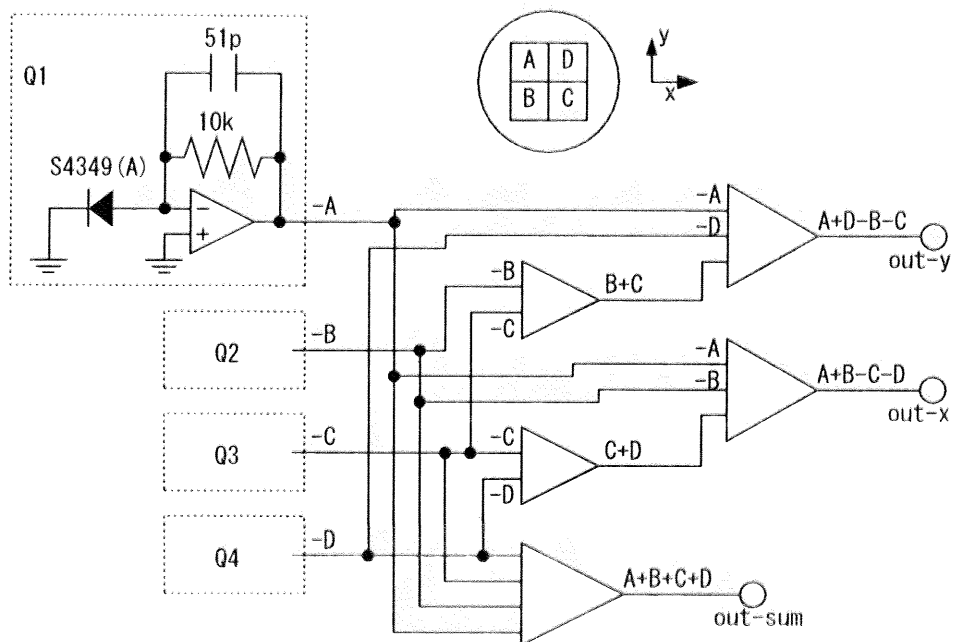 51p
Q1
10k
S4349(A)
−
+
-A
A D
B C
y
x
-A
-D
A+D-B-C
out-y
-B
B+C
-C
Q2
-B
-A
-B
A+B-C-D
out-x
Q3
-C
-C
C+D
-D
Q4
-D
A+B+C+D
out-sum